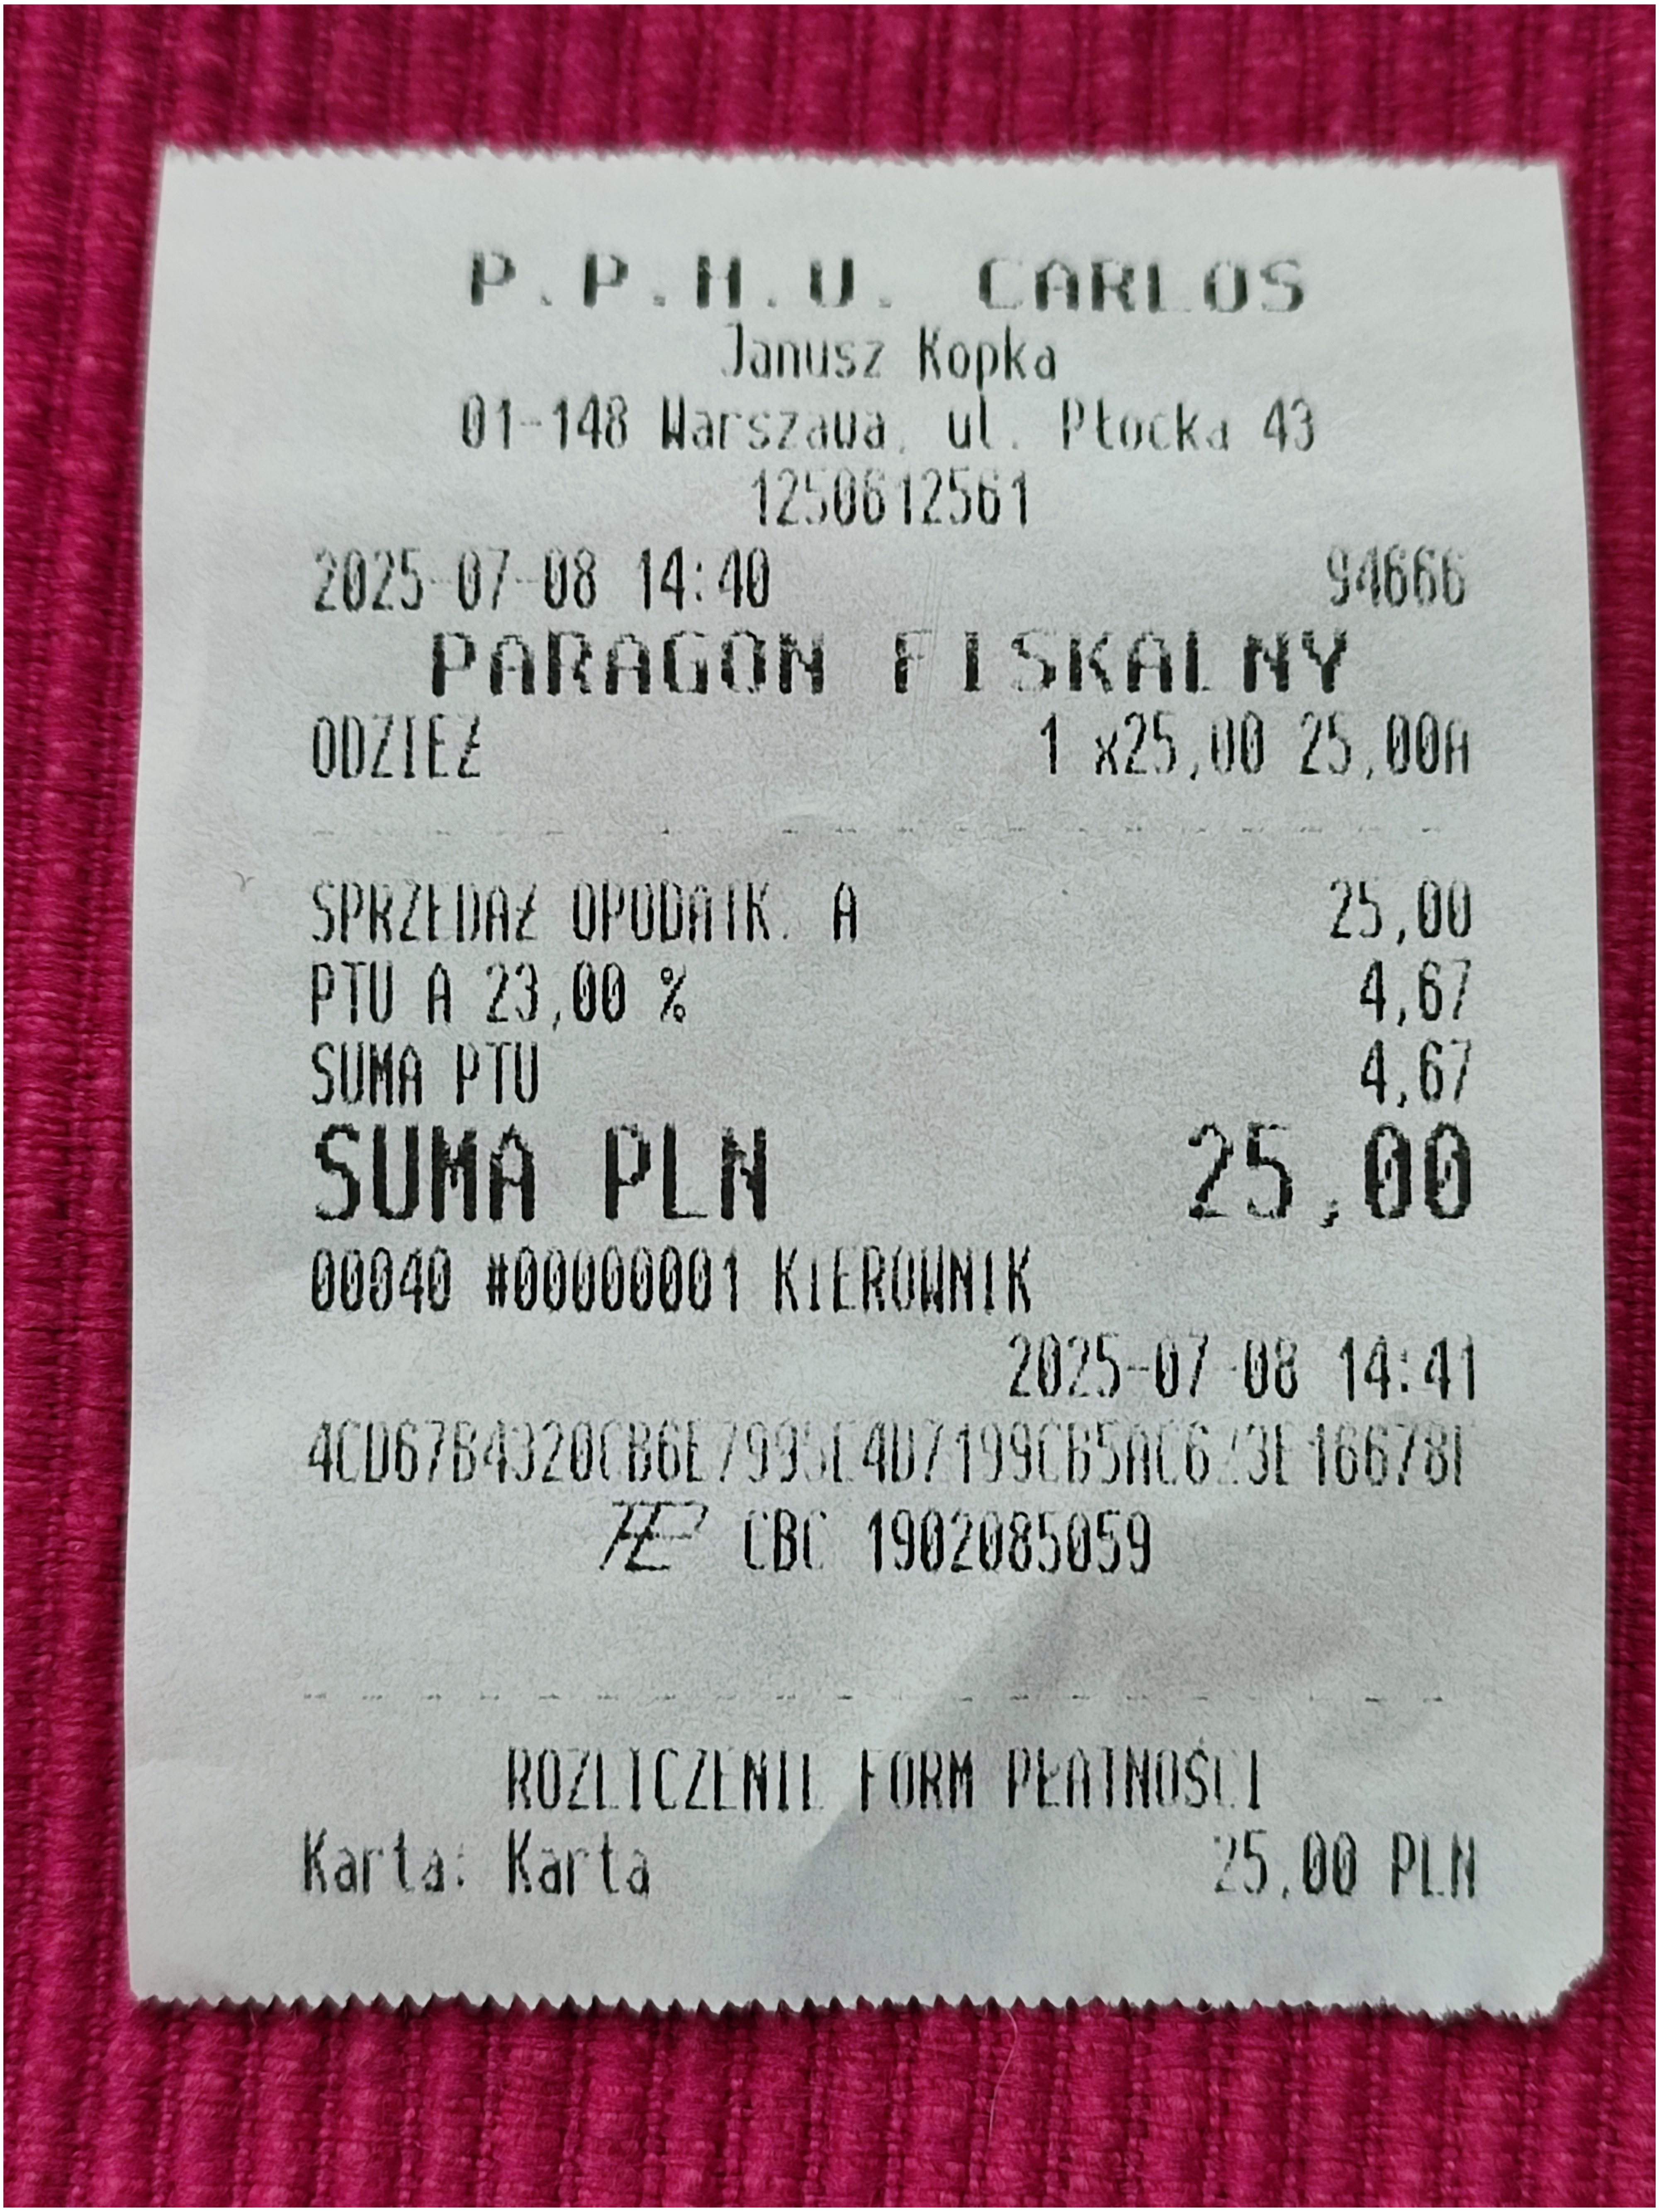 P.P.H.U. CARLOS
Janusz Kopka
01-148 Warszawa, ul. Płocka 43
1250612561
2025-07-08 14:40 94666
PARAGON FISKALNY
ODZIEŻ 1 x25,00 25,00A
SPRZEDAŻ OPODATK. A 25,00
PTU A 23,00 % 4,67
SUMA PTU 4,67
SUMA PLN 25,00
00040 #00000001 KIEROWNIK
2025-07-08 14:41
CBC 1902085059
ROZLICZENIE FORM PŁATNOŚCI
Karta: Karta 25,00 PLN